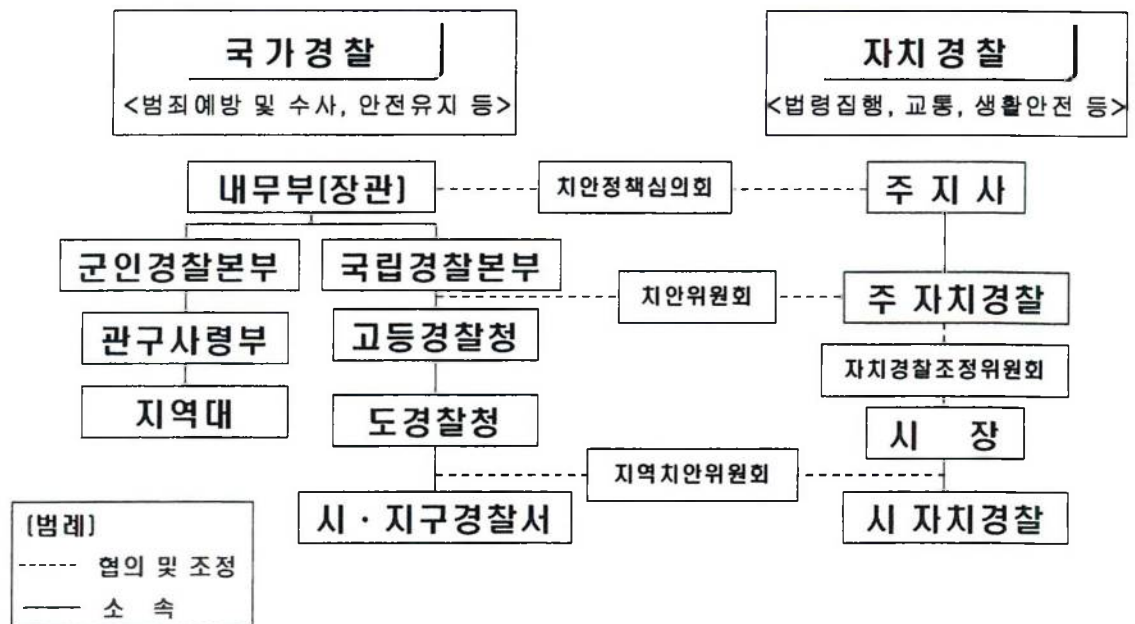 국가경찰
<범죄예방 및 수사, 안전유지 등>
자치경찰
<법령집행, 교통, 생활안전 등>
내무부(장관)
치안정책심의회
주 지 사
군인경찰본부
국립경찰본부
치안위원회
주 자치경찰
관구사령부
고등경찰청
자치경찰조정위원회
지역대
도경찰청
시 장
지역치안위원회
시·지구경찰서
시 자치경찰
(범례)
------ 협의 및 조정
—— 소 속